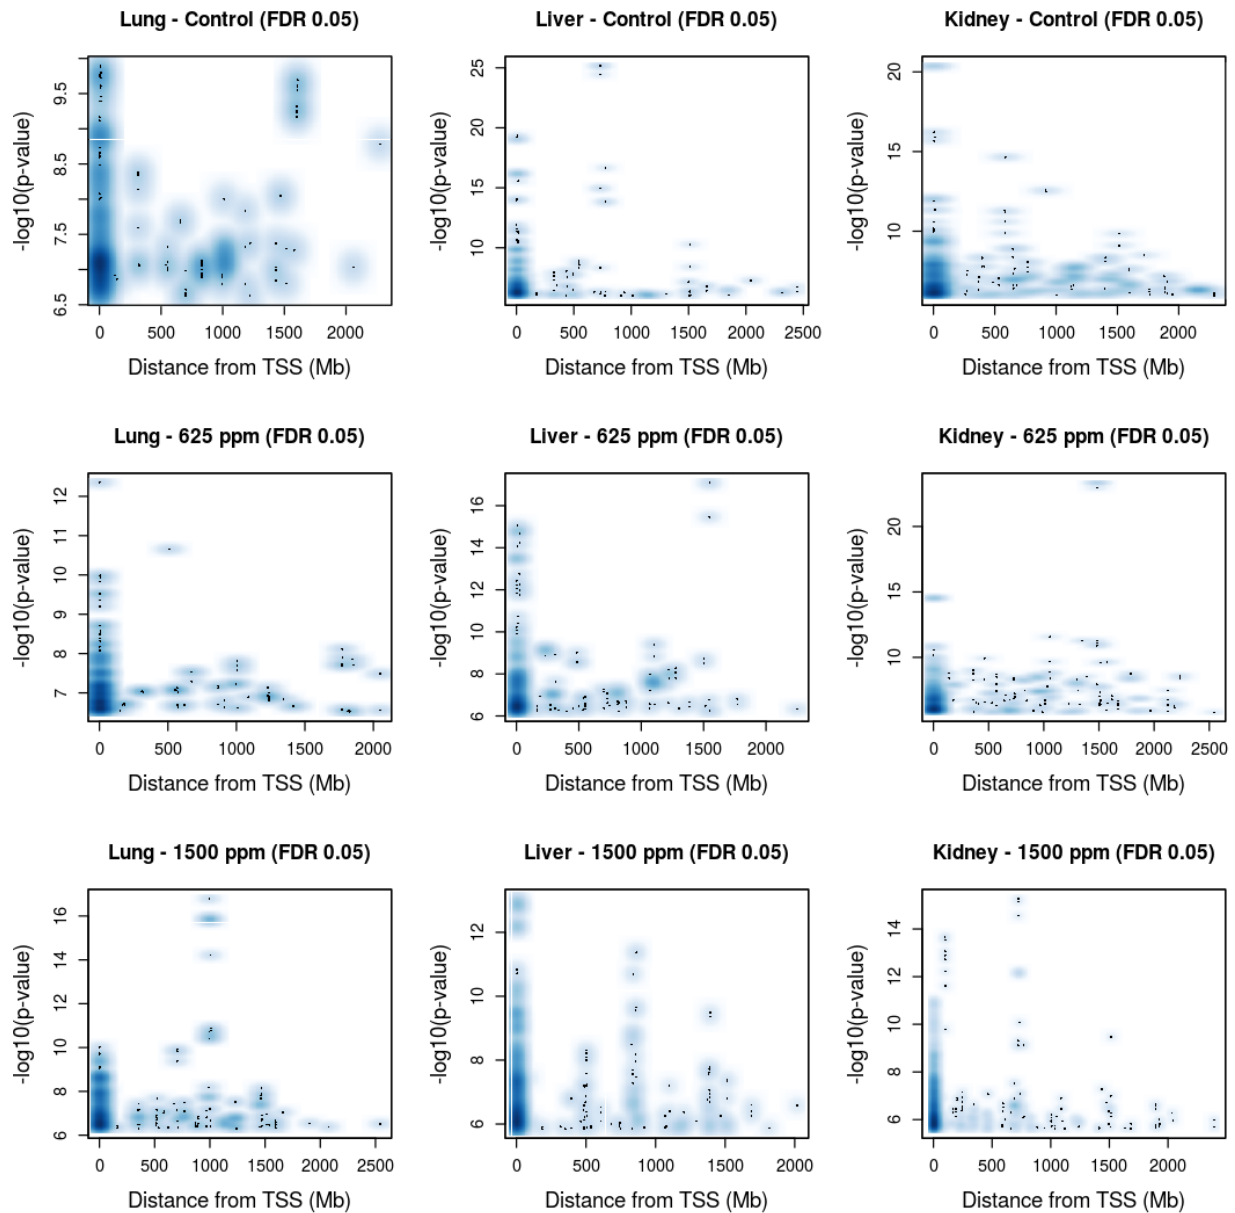 Lung - Control (FDR 0.05)
-log10(p-value)
9.5
8.5
7.5
6.5
0 500 1000 1500 2000
Distance from TSS (Mb)
Liver - Control (FDR 0.05)
-log10(p-value)
25
20
15
10
0 500 1000 1500 2000 2500
Distance from TSS (Mb)
Kidney - Control (FDR 0.05)
-log10(p-value)
20
15
10
0 500 1000 1500 2000
Distance from TSS (Mb)
Lung - 625 ppm (FDR 0.05)
-log10(p-value)
12
11
10
9
8
7
0 500 1000 1500 2000
Distance from TSS (Mb)
Liver - 625 ppm (FDR 0.05)
-log10(p-value)
16
14
12
10
8
6
0 500 1000 1500 2000
Distance from TSS (Mb)
Kidney - 625 ppm (FDR 0.05)
-log10(p-value)
20
15
10
0 500 1000 1500 2000 2500
Distance from TSS (Mb)
Lung - 1500 ppm (FDR 0.05)
-log10(p-value)
16
14
12
10
8
6
0 500 1000 1500 2000 2500
Distance from TSS (Mb)
Liver - 1500 ppm (FDR 0.05)
-log10(p-value)
12
10
8
6
0 500 1000 1500 2000
Distance from TSS (Mb)
Kidney - 1500 ppm (FDR 0.05)
-log10(p-value)
14
12
10
8
6
0 500 1000 1500 2000
Distance from TSS (Mb)